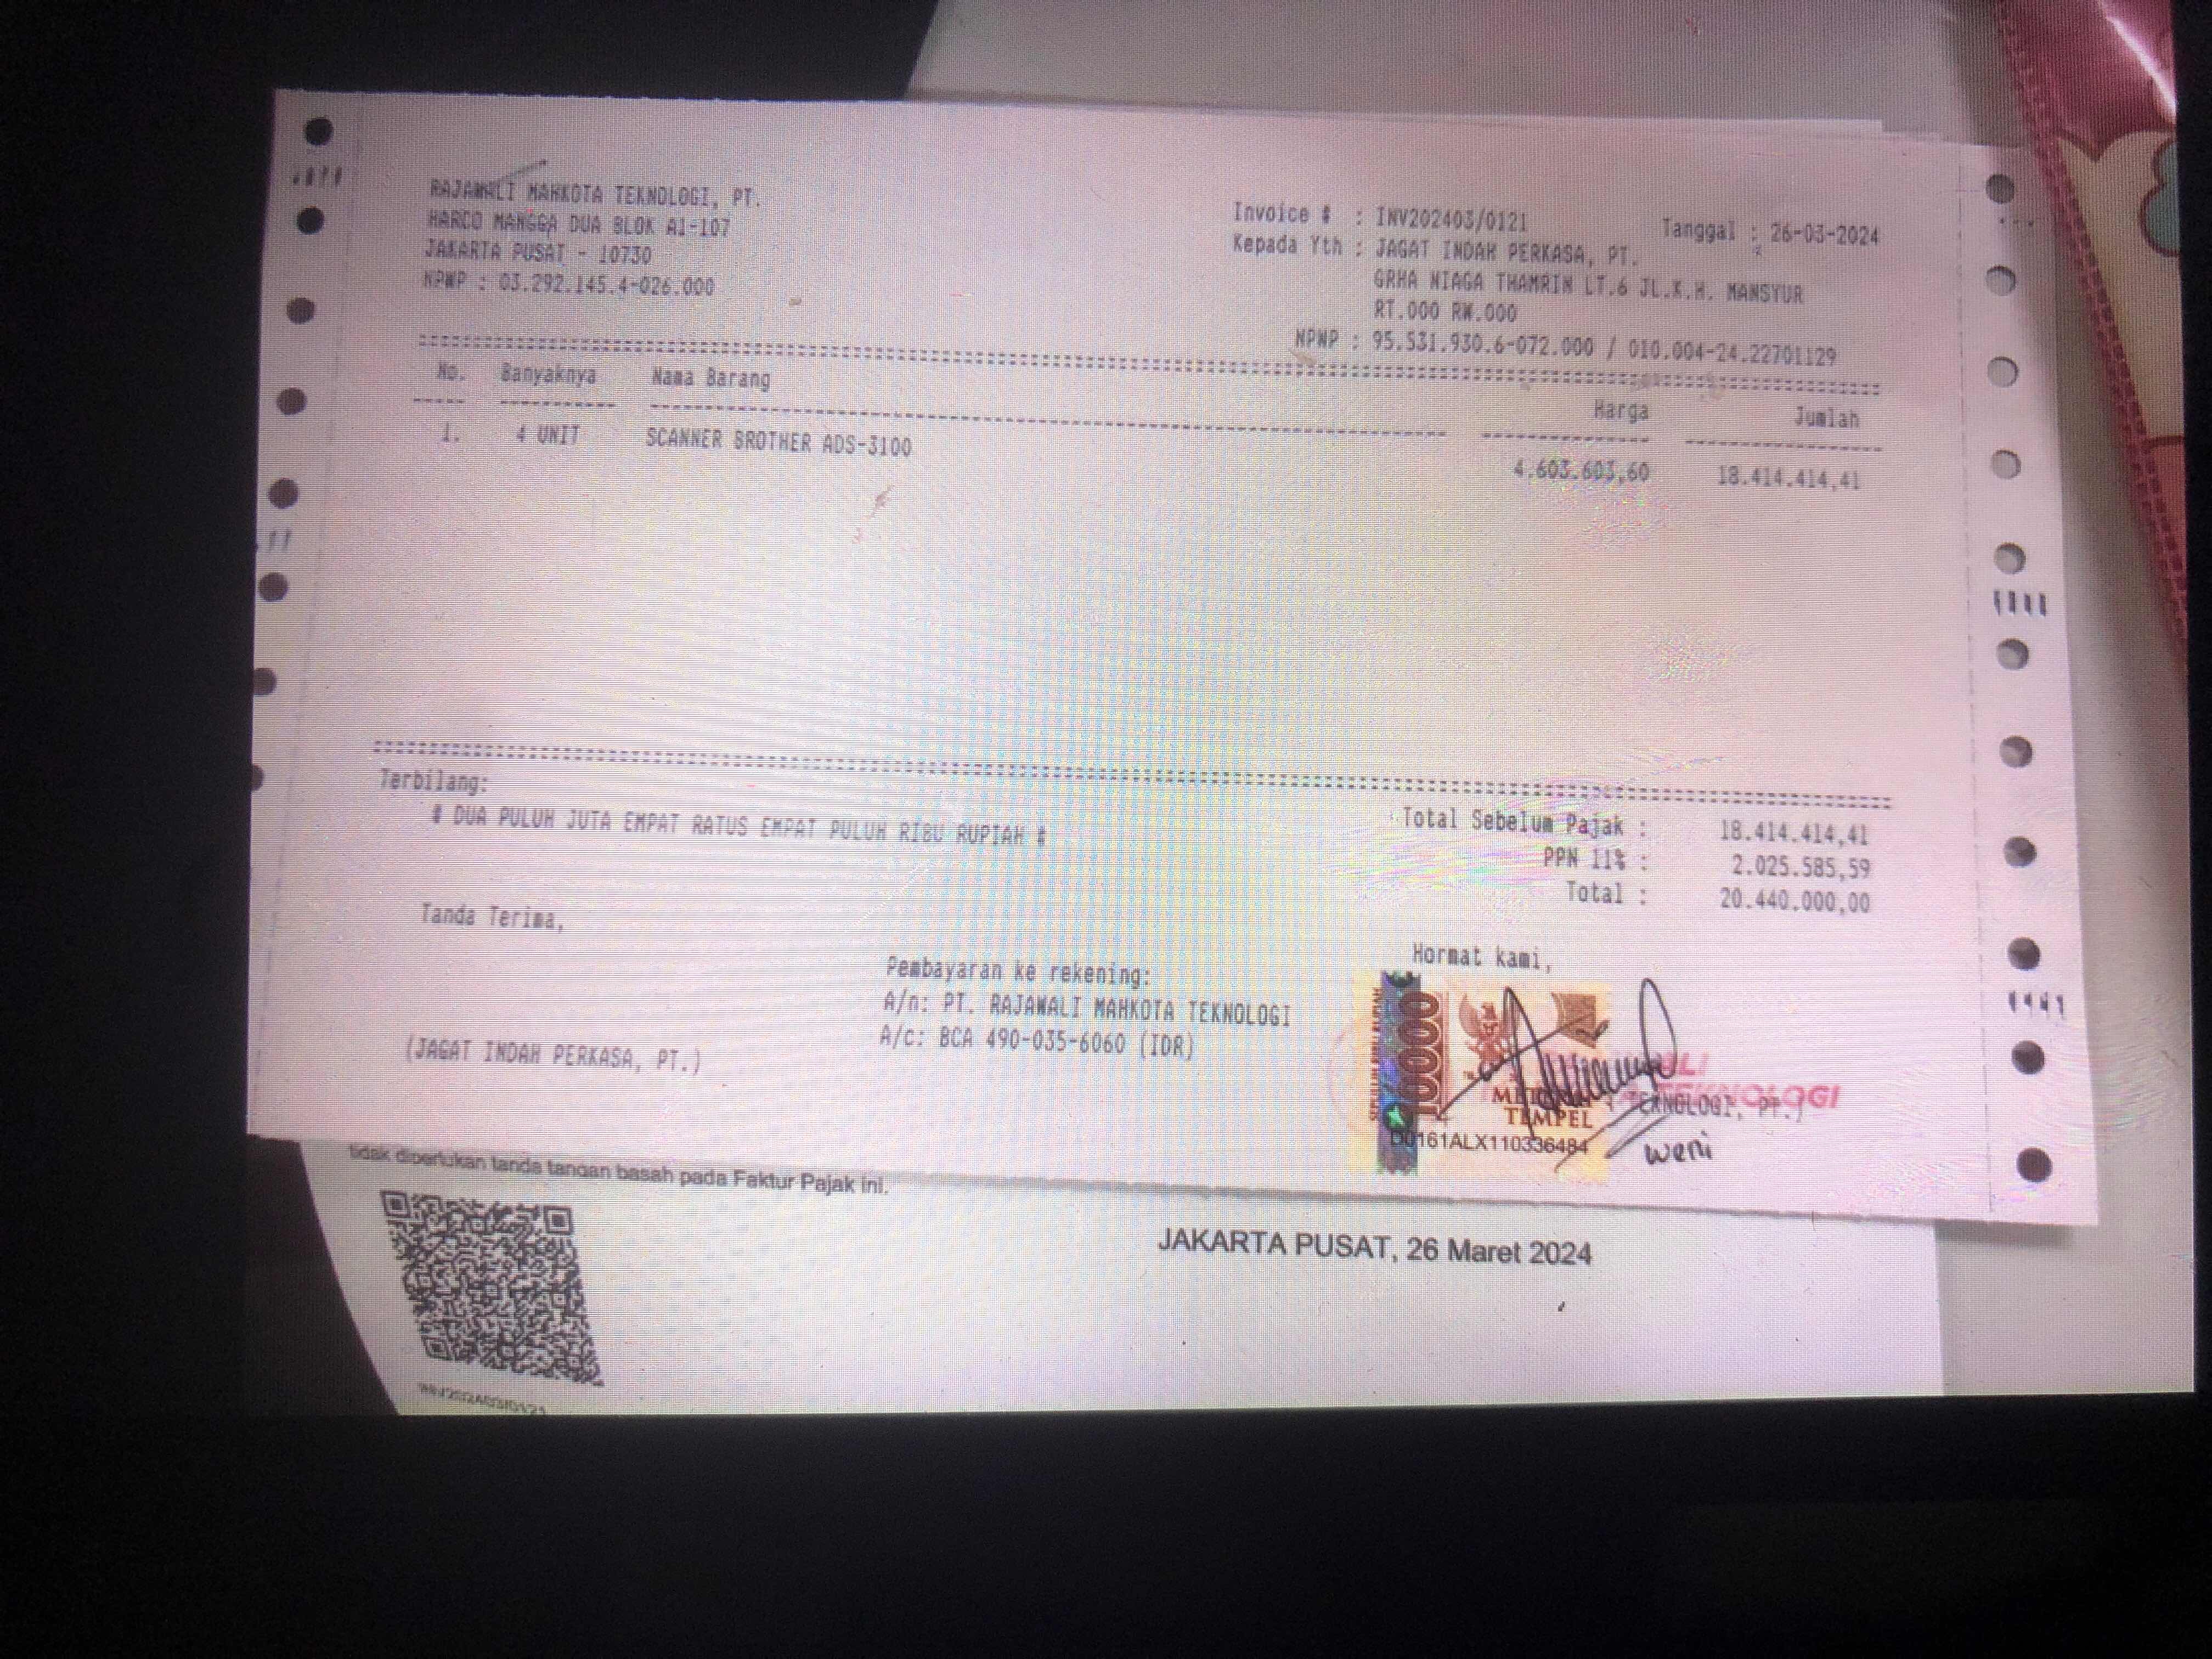 RAJAWALI MAHKOTA TEKNOLOGI, PT.
HARCO MANGGA DUA BLOK A1-107
JAKARTA PUSAT - 10730
NPWP : 03.292.145.4-026.000
Invoice # : INV202403/0121 Tanggal : 26-03-2024
Kepada Yth : JAGAT INDAH PERKASA, PT.
GRHA NIAGA THAMRIN LT.6 JL.K.H. MANSYUR
RT.000 RW.000
NPWP : 95.531.930.6-072.000 / 010.004-24.22701129
No. Banyaknya Nama Barang Harga Jumlah
1. 4 UNIT SCANNER BROTHER ADS-3100 4.603.603,60 18.414.414,41
Terbilang:
# DUA PULUH JUTA EMPAT RATUS EMPAT PULUH RIBU RUPIAH #
Total Sebelum Pajak : 18.414.414,41
PPN 11% : 2.025.585,59
Total : 20.440.000,00
Tanda Terima,
(JAGAT INDAH PERKASA, PT.)
Pembayaran ke rekening:
A/n: PT. RAJAWALI MAHKOTA TEKNOLOGI
A/c: BCA 490-035-6060 (IDR)
Hormat kami,
10000
TEMPEL
TEKNOLOGI
EKNOLOGI, PT.)
D0161ALX110336484
weni
tidak diperlukan tanda tangan basah pada Faktur Pajak ini.
JAKARTA PUSAT, 26 Maret 2024